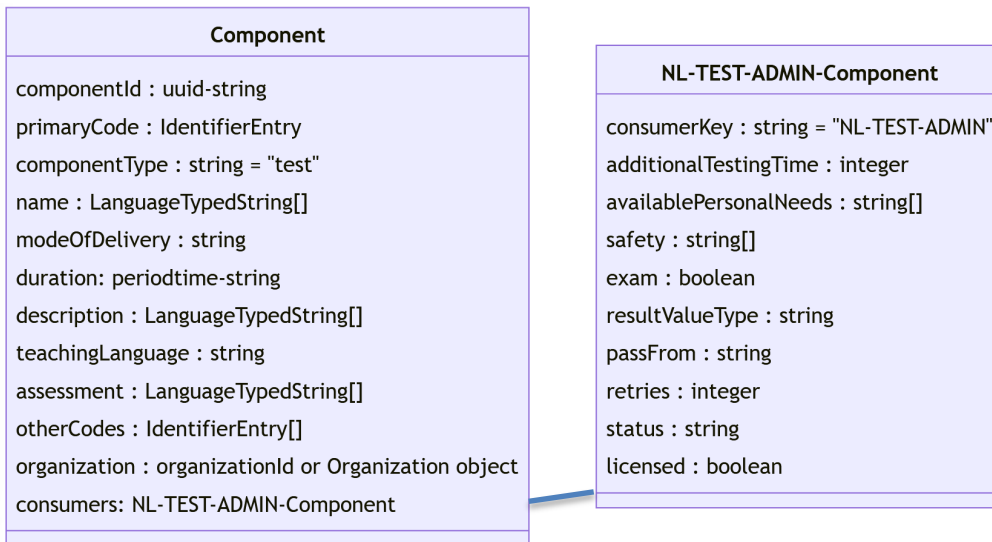 Component
componentId : uuid-string
primaryCode : IdentifierEntry
componentType : string = "test"
name : LanguageTypedString[]
modeOfDelivery : string
duration: periodtime-string
description : LanguageTypedString[]
teachingLanguage : string
assessment : LanguageTypedString[]
otherCodes : IdentifierEntry[]
organization : organizationId or Organization object
consumers: NL-TEST-ADMIN-Component
NL-TEST-ADMIN-Component
consumerKey : string = "NL-TEST-ADMIN"
additionalTestingTime : integer
availablePersonalNeeds : string[]
safety : string[]
exam : boolean
resultValueType : string
passFrom : string
retries : integer
status : string
licensed : boolean